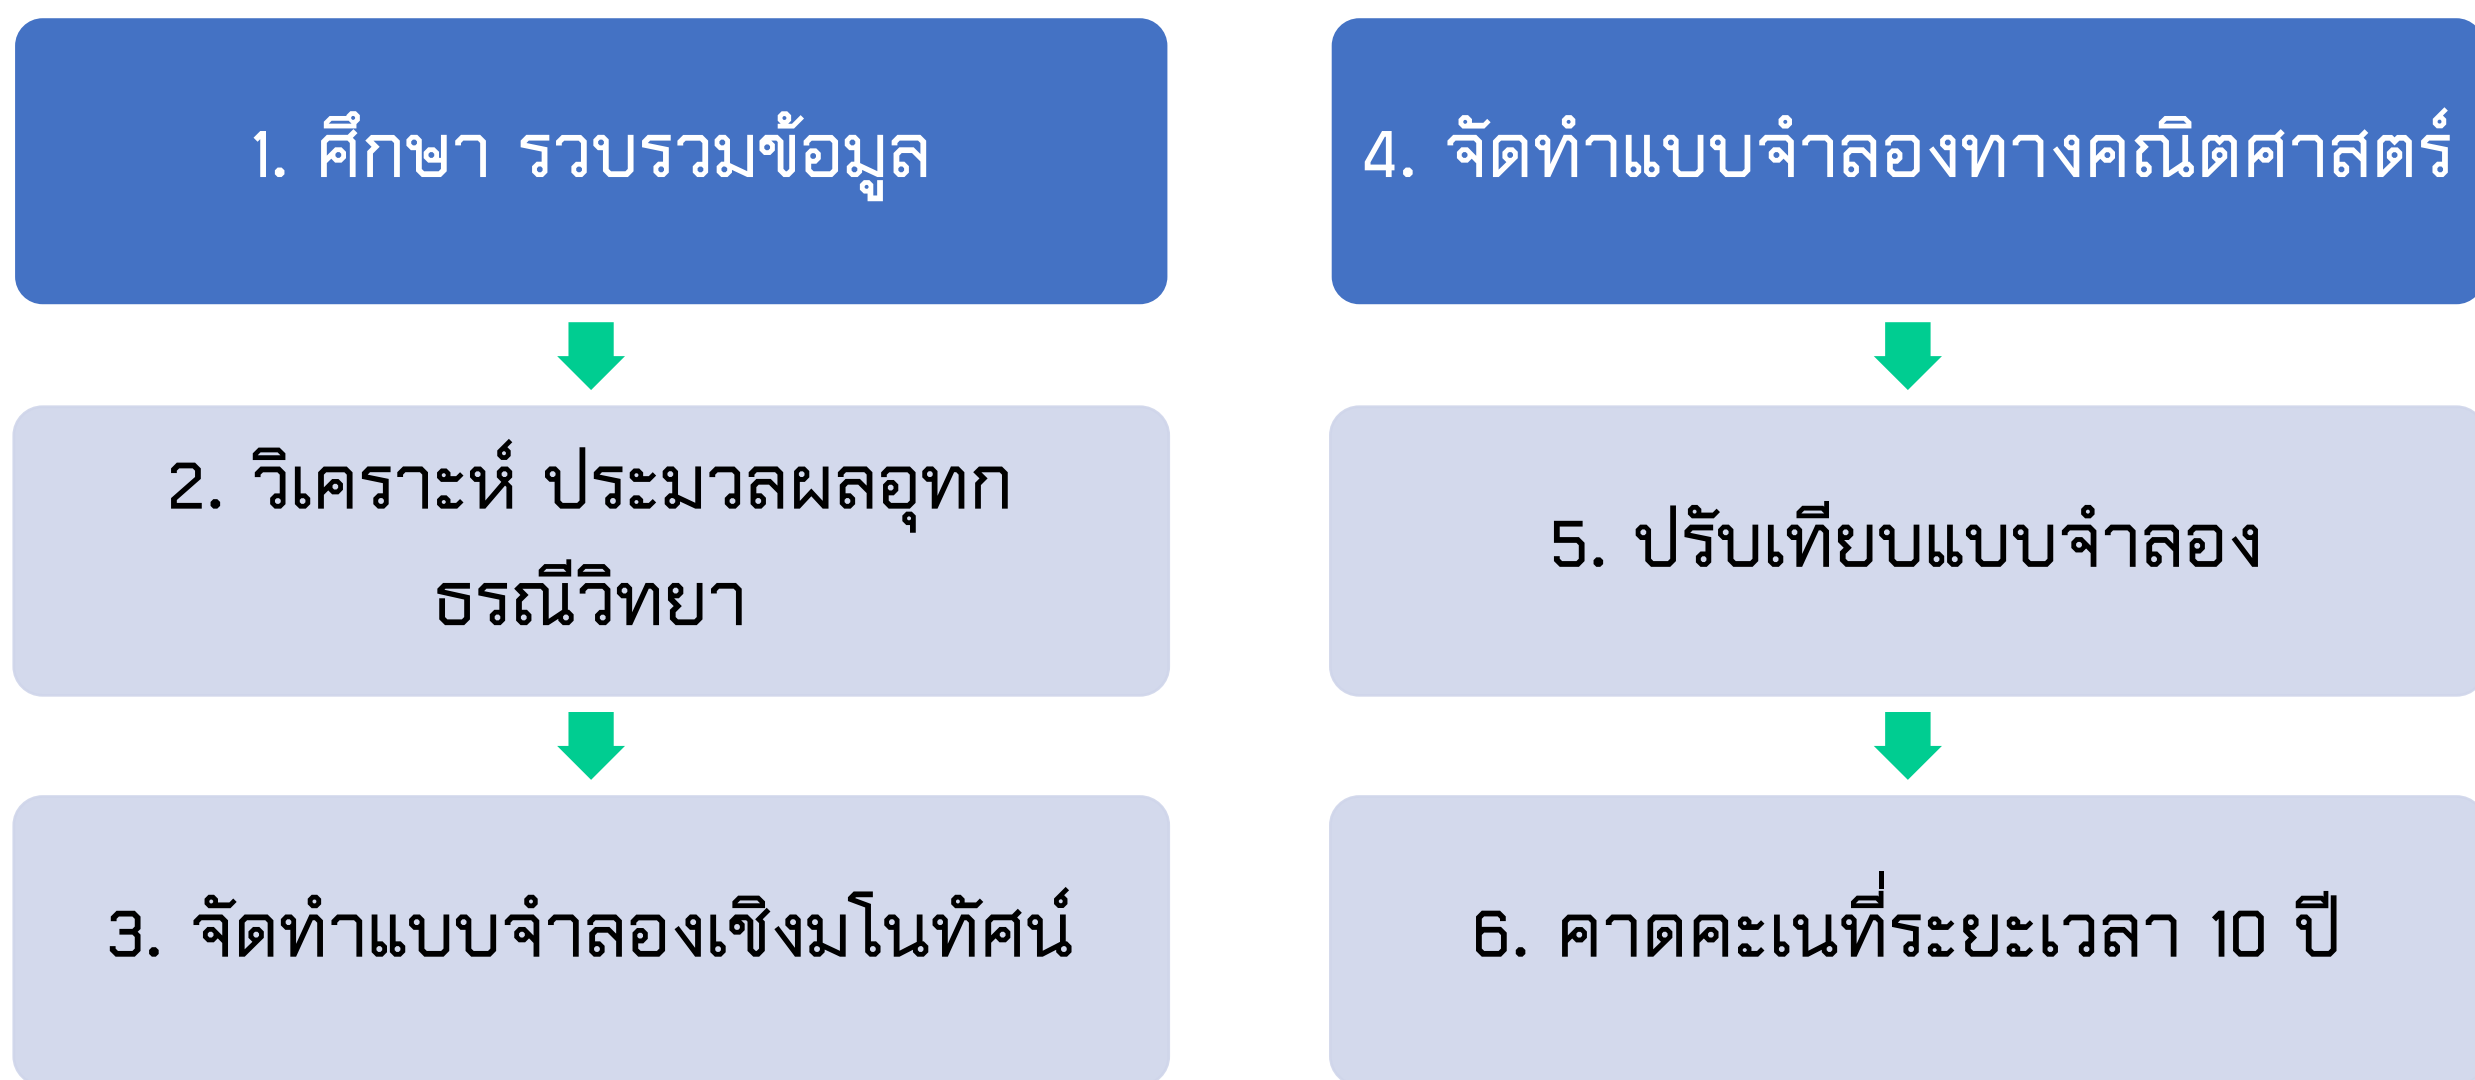 1. ศึกษา รวบรวมข้อมูล
2. วิเคราะห์ ประมวลผลอุทก
ธรณีวิทยา
3. จัดทำแบบจำลองเชิงมโนทัศน์
4. จัดทำแบบจำลองทางคณิตศาสตร์
5. ปรับเทียบแบบจำลอง
6. คาดคะเนที่ระยะเวลา 10 ปี